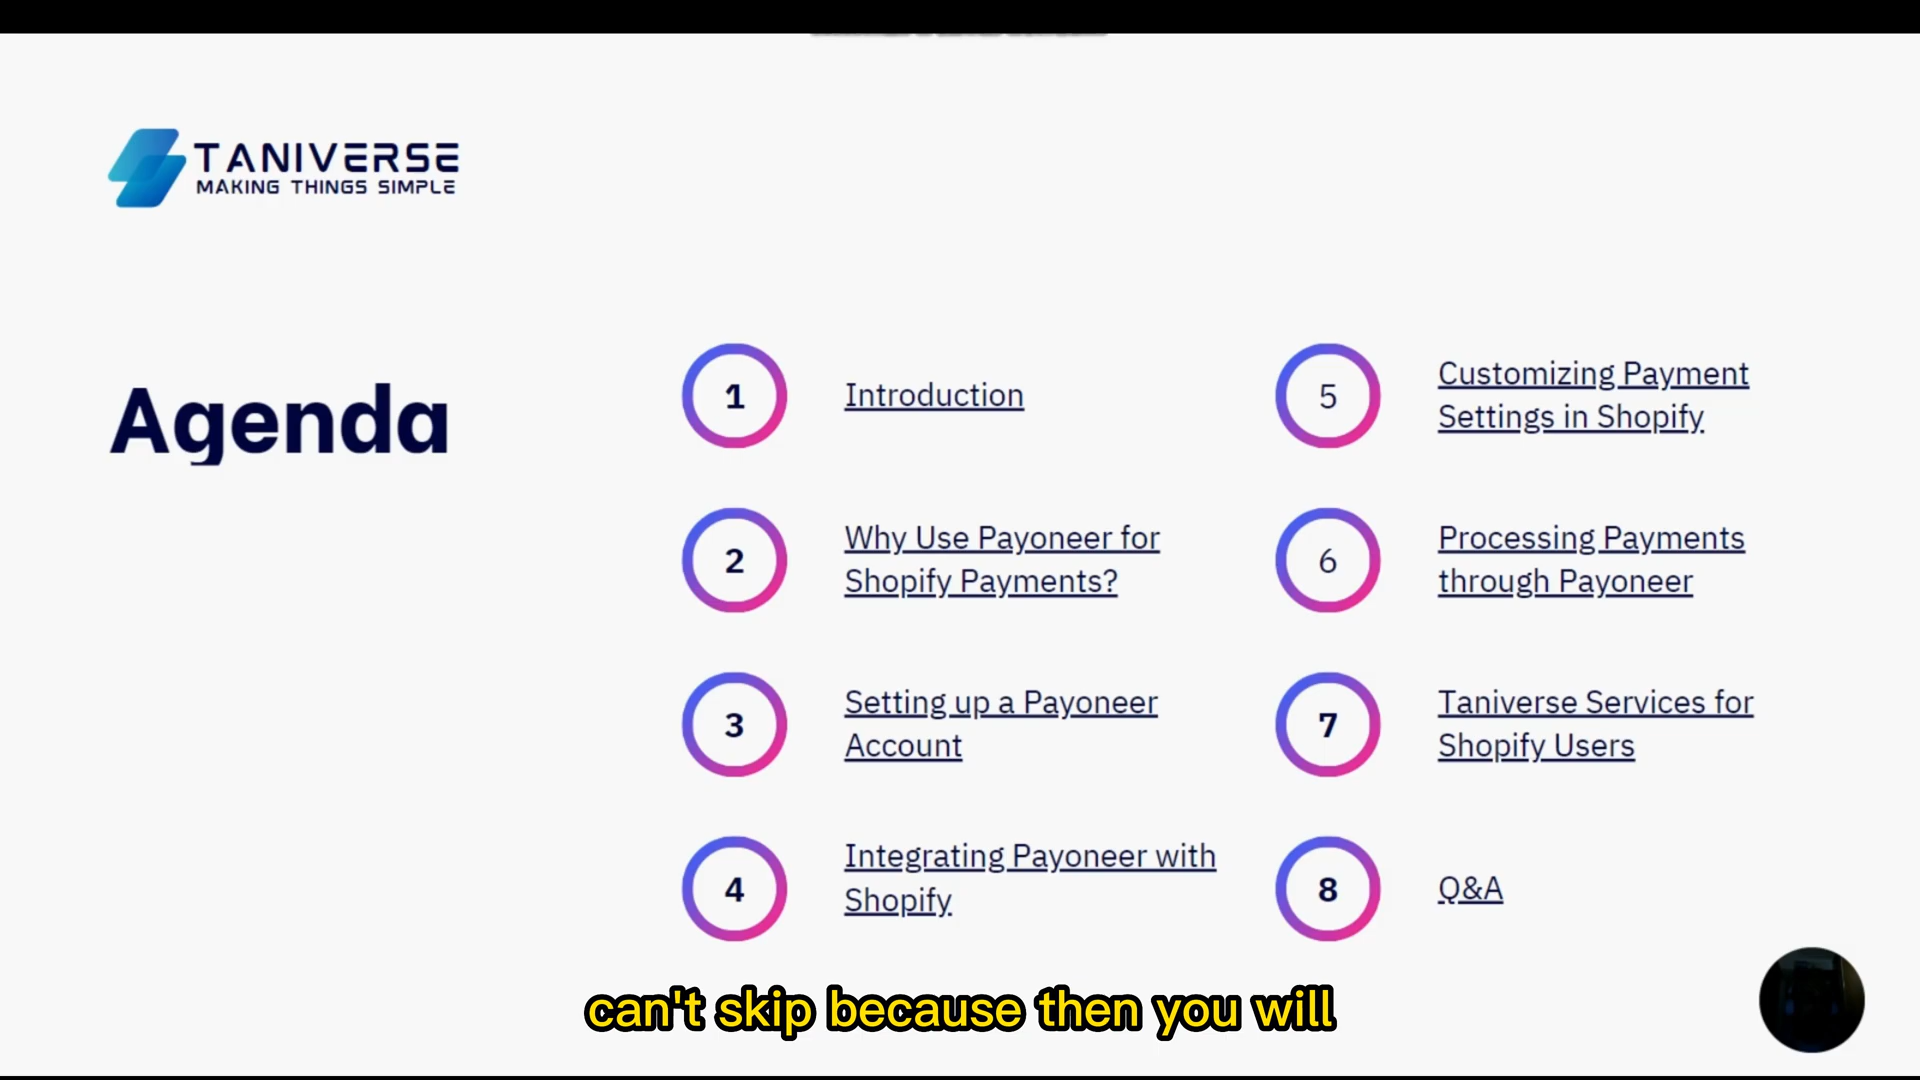 TANIVERSE
MAKING THINGS SIMPLE
Agenda
1
Introduction
2
Why Use Payoneer for
Shopify Payments?
3
Setting up a Payoneer
Account
4
Integrating Payoneer with
Shopify
5
Customizing Payment
Settings in Shopify
6
Processing Payments
through Payoneer
7
Taniverse Services for
Shopify Users
8
Q&A
can't skip because then you will